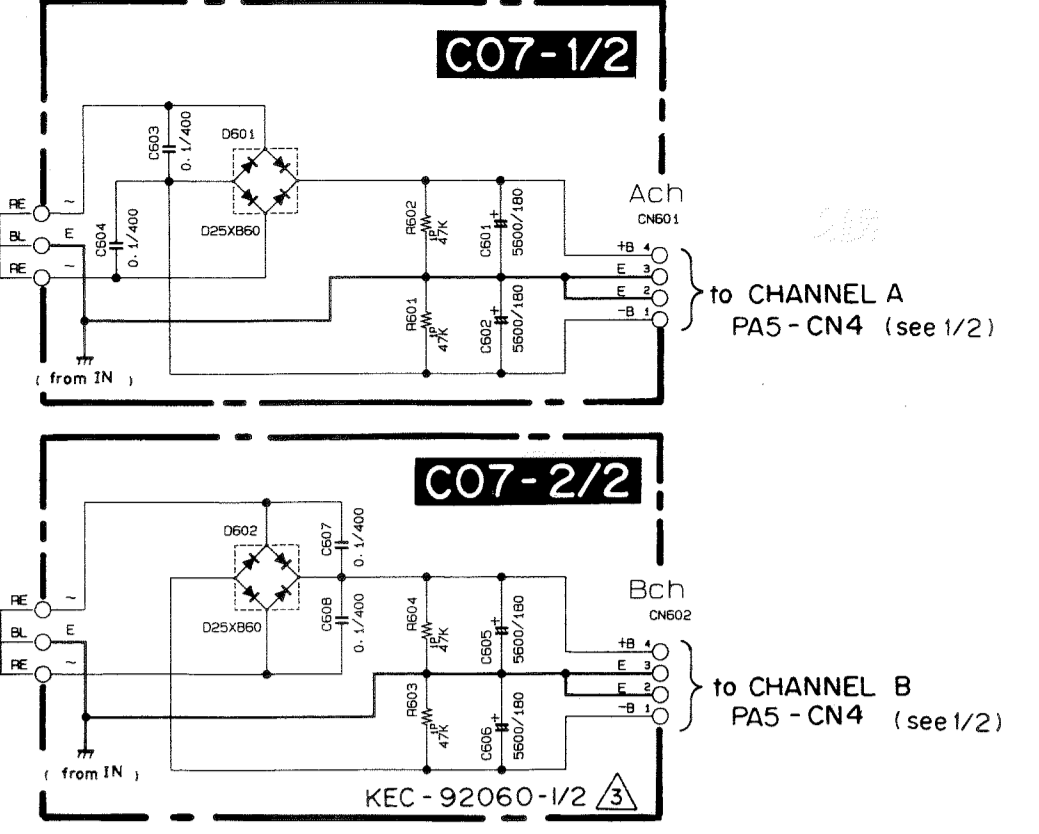 C07-1/2
C603
0.1/400
D601
D25XB60
C604
0.1/400
RE ~
BL E
RE ~
( from IN )
R602
1P
47K
C601
+
5600/180
R601
1P
47K
C602
+
5600/180
Ach
CN601
+B 4
E 3
E 2
-B 1
to CHANNEL A
PA5-CN4 (see 1/2)
C07-2/2
D602
D25XB60
C607
0.1/400
C608
0.1/400
RE ~
BL E
RE ~
( from IN )
R604
1P
47K
C605
+
5600/180
R603
1P
47K
C606
+
5600/180
Bch
CN602
+B 4
E 3
E 2
-B 1
to CHANNEL B
PA5-CN4 (see 1/2)
KEC-92060-1/2 3